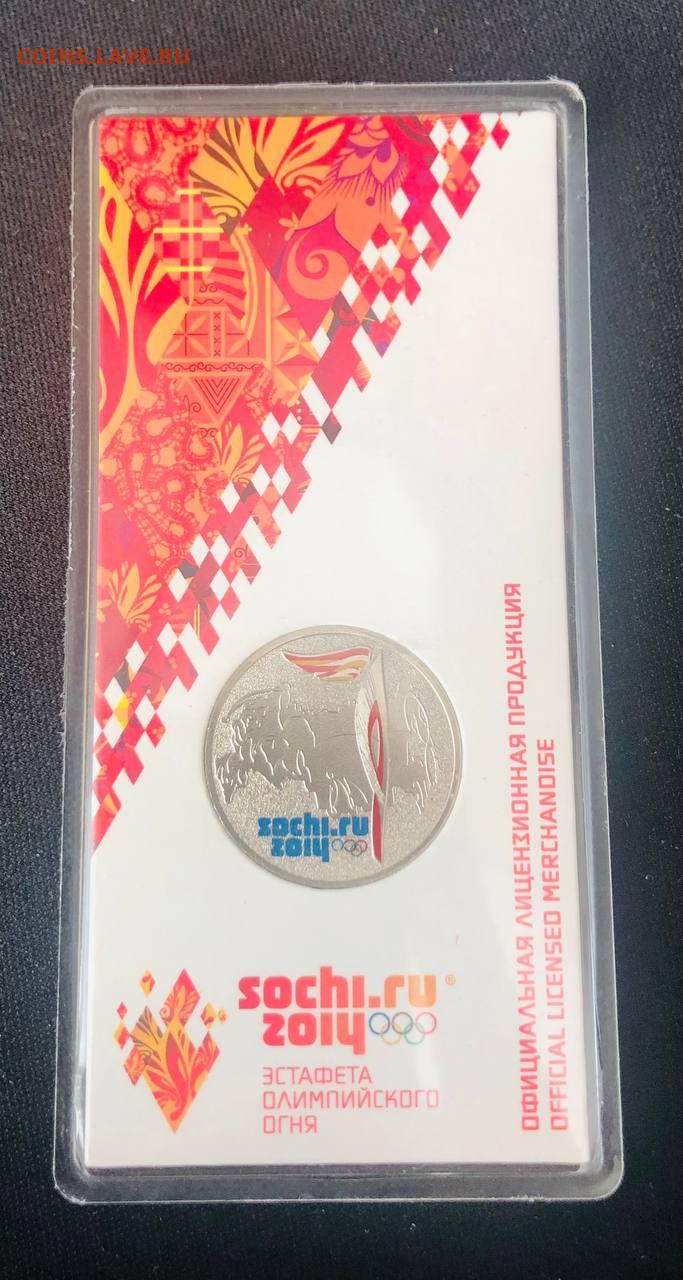 COINS.LAVE.RU
sochi.ru
2014
sochi.ru®
2014
ЭСТАФЕТА
ОЛИМПИЙСКОГО
ОГНЯ
ОФИЦИАЛЬНАЯ ЛИЦЕНЗИОННАЯ ПРОДУКЦИЯ
OFFICIAL LICENSED MERCHANDISE